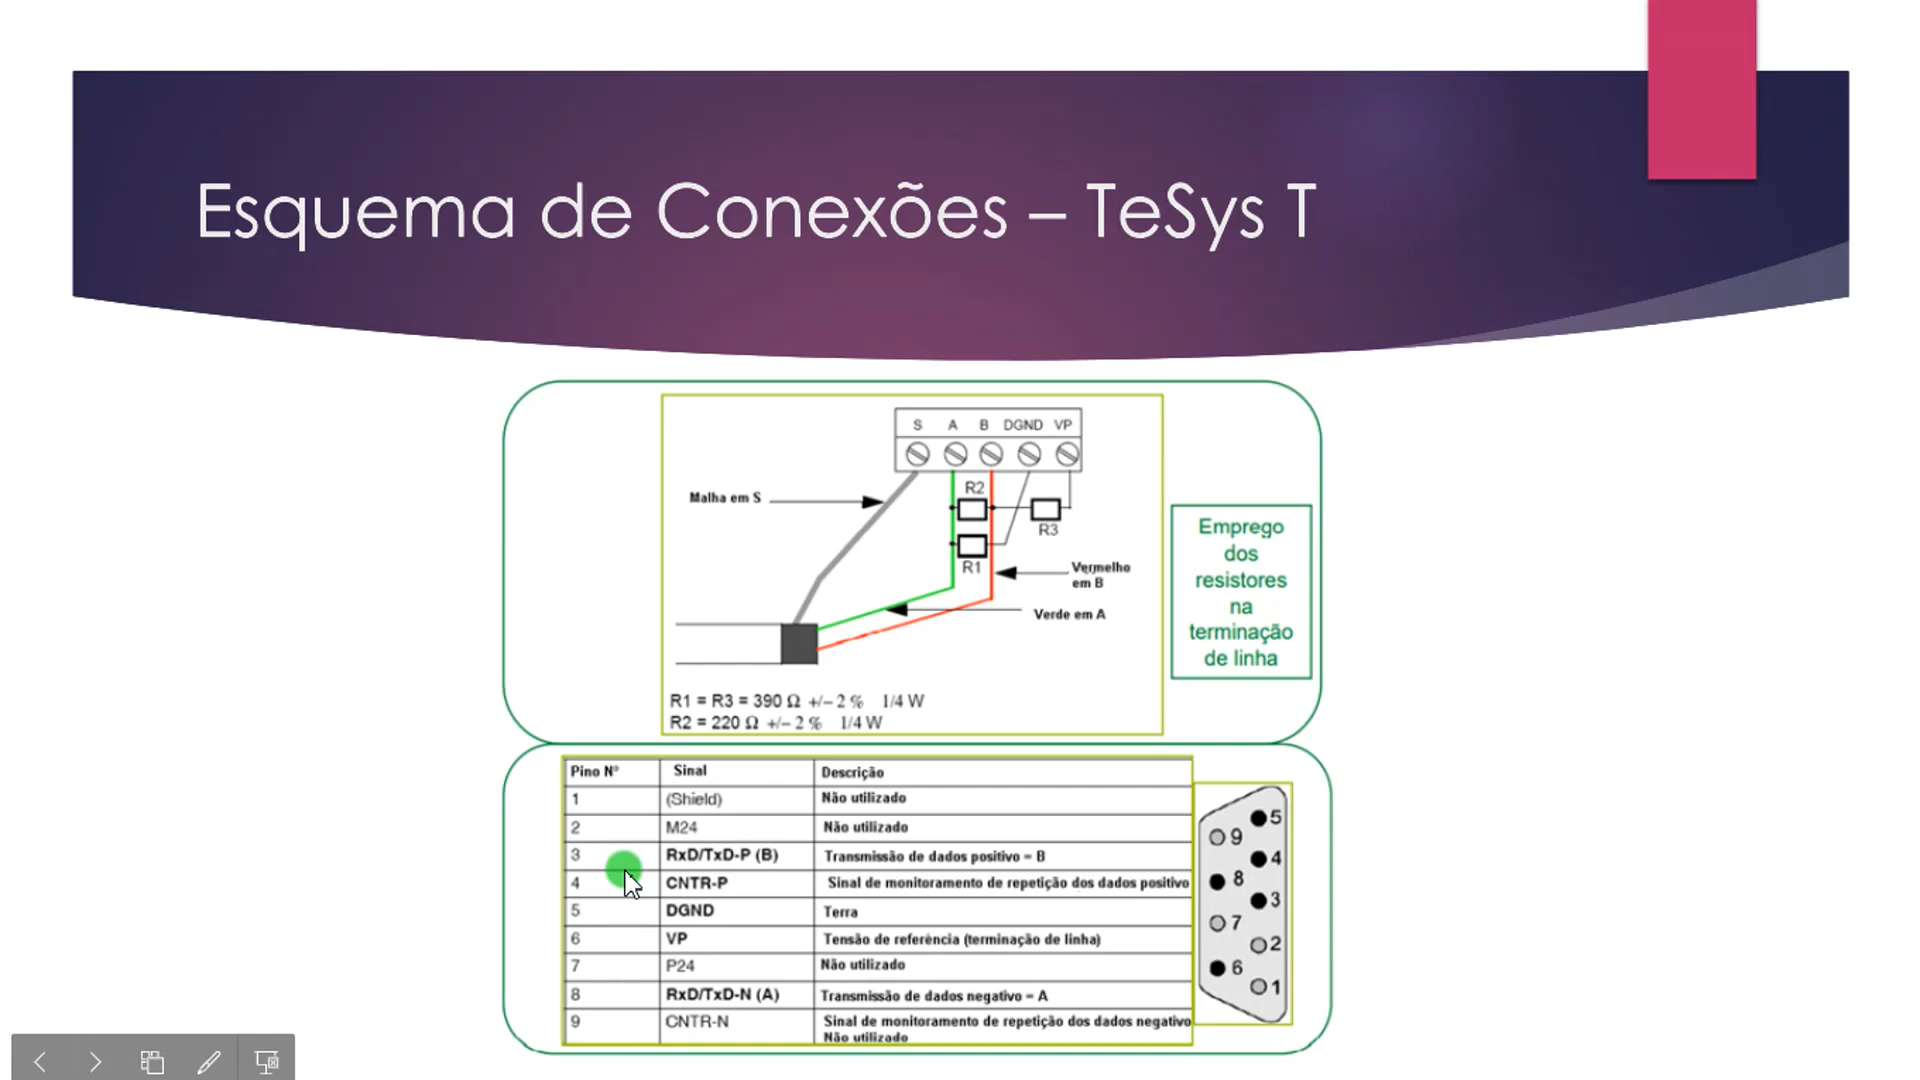 Esquema de Conexões – TeSys T
S A B DGND VP
R2
Malha em S
R3
R1
Vermelho
em B
Verde em A
R1 = R3 = 390 Ω +/– 2 % 1/4 W
R2 = 220 Ω +/– 2 % 1/4 W
Emprego
dos
resistores
na
terminação
de linha
Pino Nº Sinal Descrição
1 (Shield) Não utilizado
2 M24 Não utilizado
3 RxD/TxD-P (B) Transmissão de dados positivo = B
4 CNTR-P Sinal de monitoramento de repetição dos dados positivo
5 DGND Terra
6 VP Tensão de referência (terminação de linha)
7 P24 Não utilizado
8 RxD/TxD-N (A) Transmissão de dados negativo = A
9 CNTR-N Sinal de monitoramento de repetição dos dados negativo
Não utilizado
5
9
4
8
3
7
2
6
1